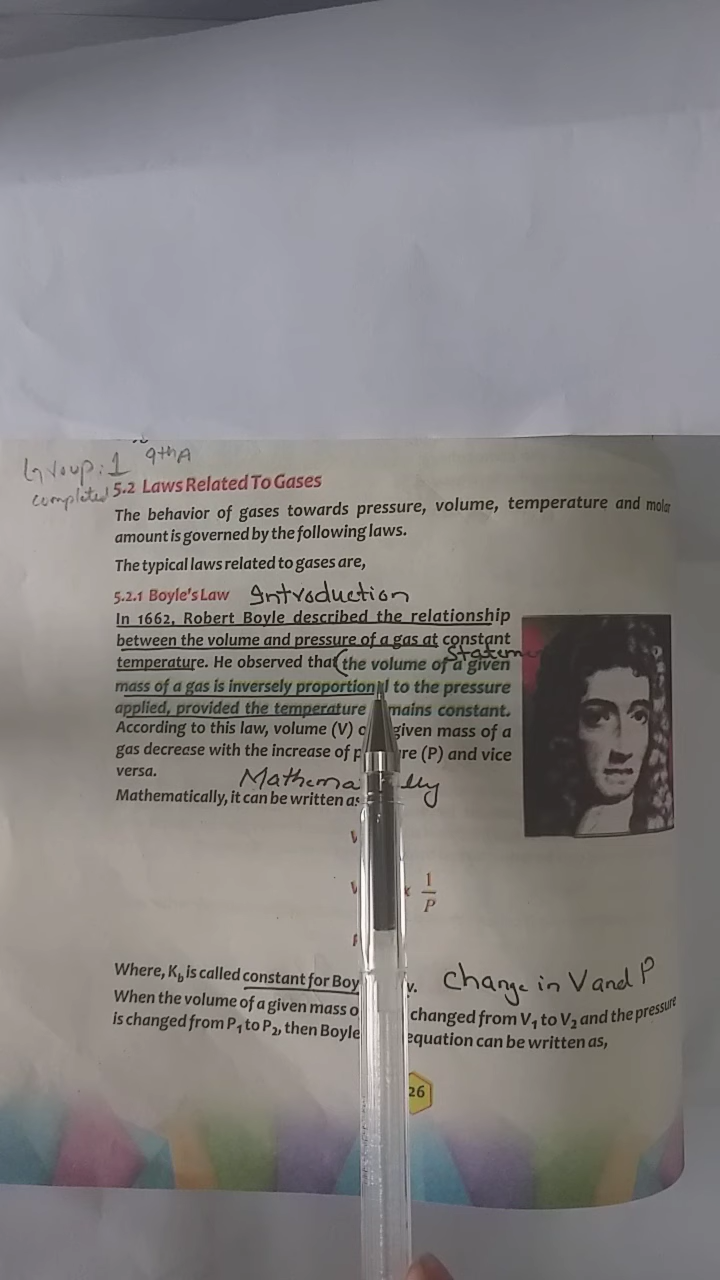 Group: 1 9thA
completed
5.2 Laws Related To Gases
The behavior of gases towards pressure, volume, temperature and molar
amount is governed by the following laws.
The typical laws related to gases are,
5.2.1 Boyle's Law Introduction
In 1662, Robert Boyle described the relationship
between the volume and pressure of a gas at constant
temperature. He observed that (the volume of a given
mass of a gas is inversely proportional to the pressure
applied, provided the temperature mains constant.
According to this law, volume (V) given mass of a
gas decrease with the increase of re (P) and vice
versa. Mathema lly
Mathematically, it can be written as
1
P
Where, Kb is called constant for Boy
Change in V and P
When the volume of a given mass o changed from V1 to V2 and the pressure
is changed from P1 to P2, then Boyle equation can be written as,
26